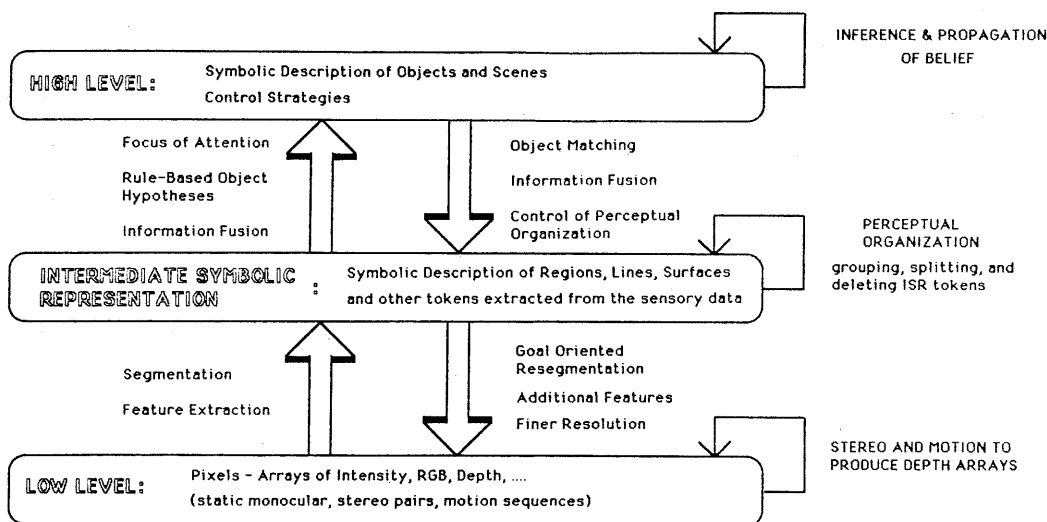 INFERENCE & PROPAGATION
OF BELIEF
HIGH LEVEL:
Symbolic Description of Objects and Scenes
Control Strategies
Focus of Attention
Rule-Based Object
Hypotheses
Information Fusion
Object Matching
Information Fusion
Control of Perceptual
Organization
PERCEPTUAL
ORGANIZATION
grouping, splitting, and
deleting ISR tokens
INTERMEDIATE SYMBOLIC
REPRESENTATION :
Symbolic Description of Regions, Lines, Surfaces
and other tokens extracted from the sensory data
Segmentation
Feature Extraction
Goal Oriented
Resegmentation
Additional Features
Finer Resolution
STEREO AND MOTION TO
PRODUCE DEPTH ARRAYS
LOW LEVEL:
Pixels - Arrays of Intensity, RGB, Depth, ....
(static monocular, stereo pairs, motion sequences)